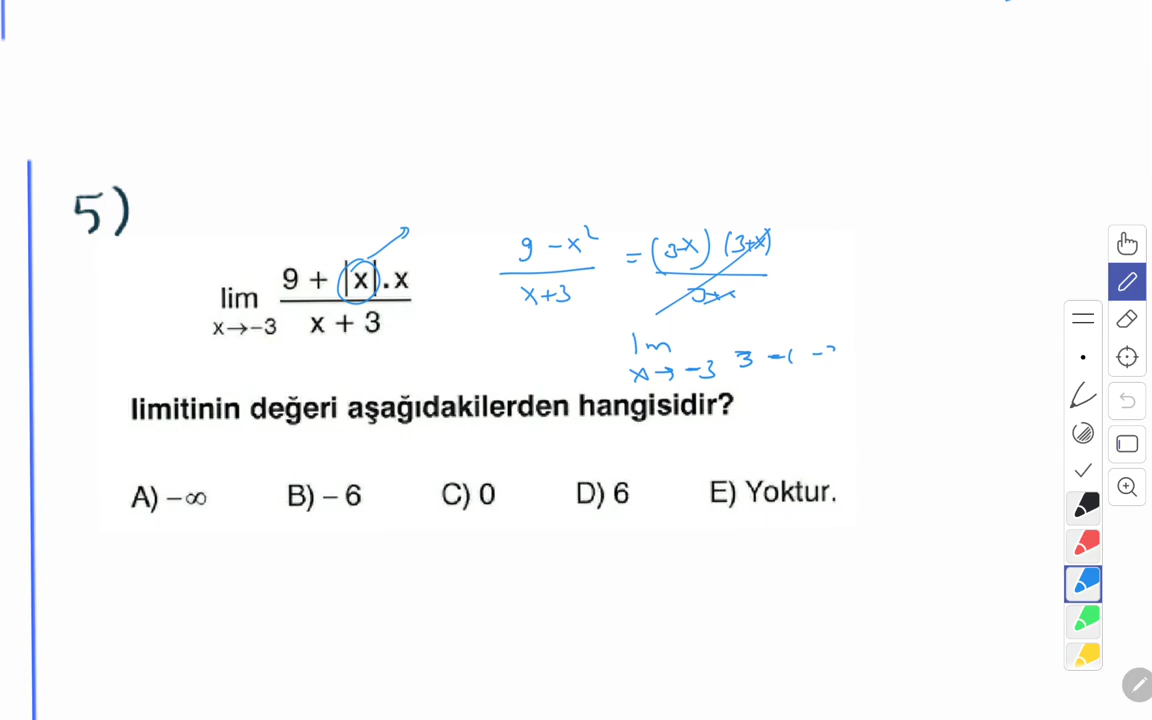 5)
lim x→−3 (9 + |x|.x)/(x + 3)
(9 − x²)/(x+3) = (3−x)(3+x)/
lim x→−3 3 −
limitinin değeri aşağıdakilerden hangisidir?
A) −∞ B) − 6 C) 0 D) 6 E) Yoktur.